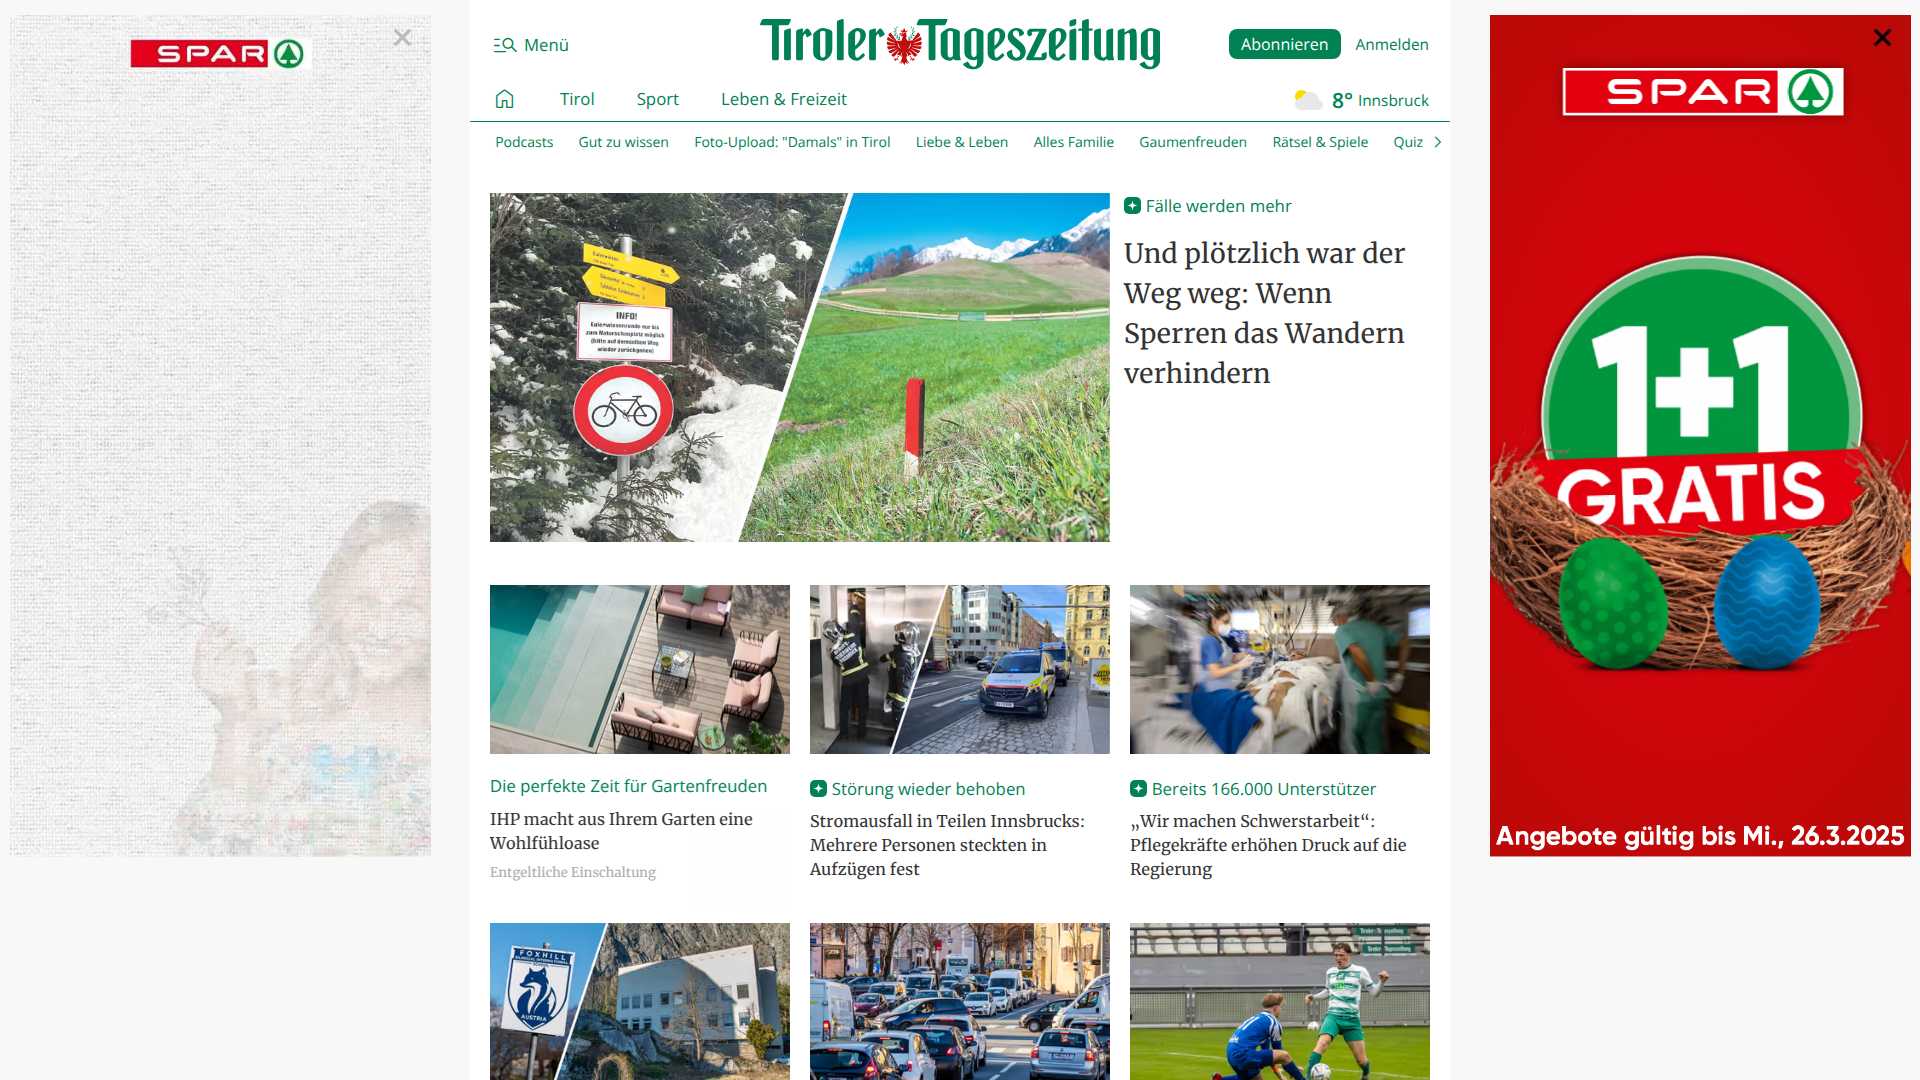 SPAR
Menü
Tiroler Tageszeitung
Abonnieren
Anmelden
Tirol
Sport
Leben & Freizeit
8° Innsbruck
Podcasts
Gut zu wissen
Foto-Upload: "Damals" in Tirol
Liebe & Leben
Alles Familie
Gaumenfreuden
Rätsel & Spiele
Quiz
INFO!
Fälle werden mehr
Und plötzlich war der
Weg weg: Wenn
Sperren das Wandern
verhindern
Die perfekte Zeit für Gartenfreuden
IHP macht aus Ihrem Garten eine
Wohlfühloase
Entgeltliche Einschaltung
Störung wieder behoben
Stromausfall in Teilen Innsbrucks:
Mehrere Personen steckten in
Aufzügen fest
Bereits 166.000 Unterstützer
„Wir machen Schwerstarbeit“:
Pflegekräfte erhöhen Druck auf die
Regierung
FOXHILL
AUSTRIA
SPAR
1+1
GRATIS
Angebote gültig bis Mi., 26.3.2025